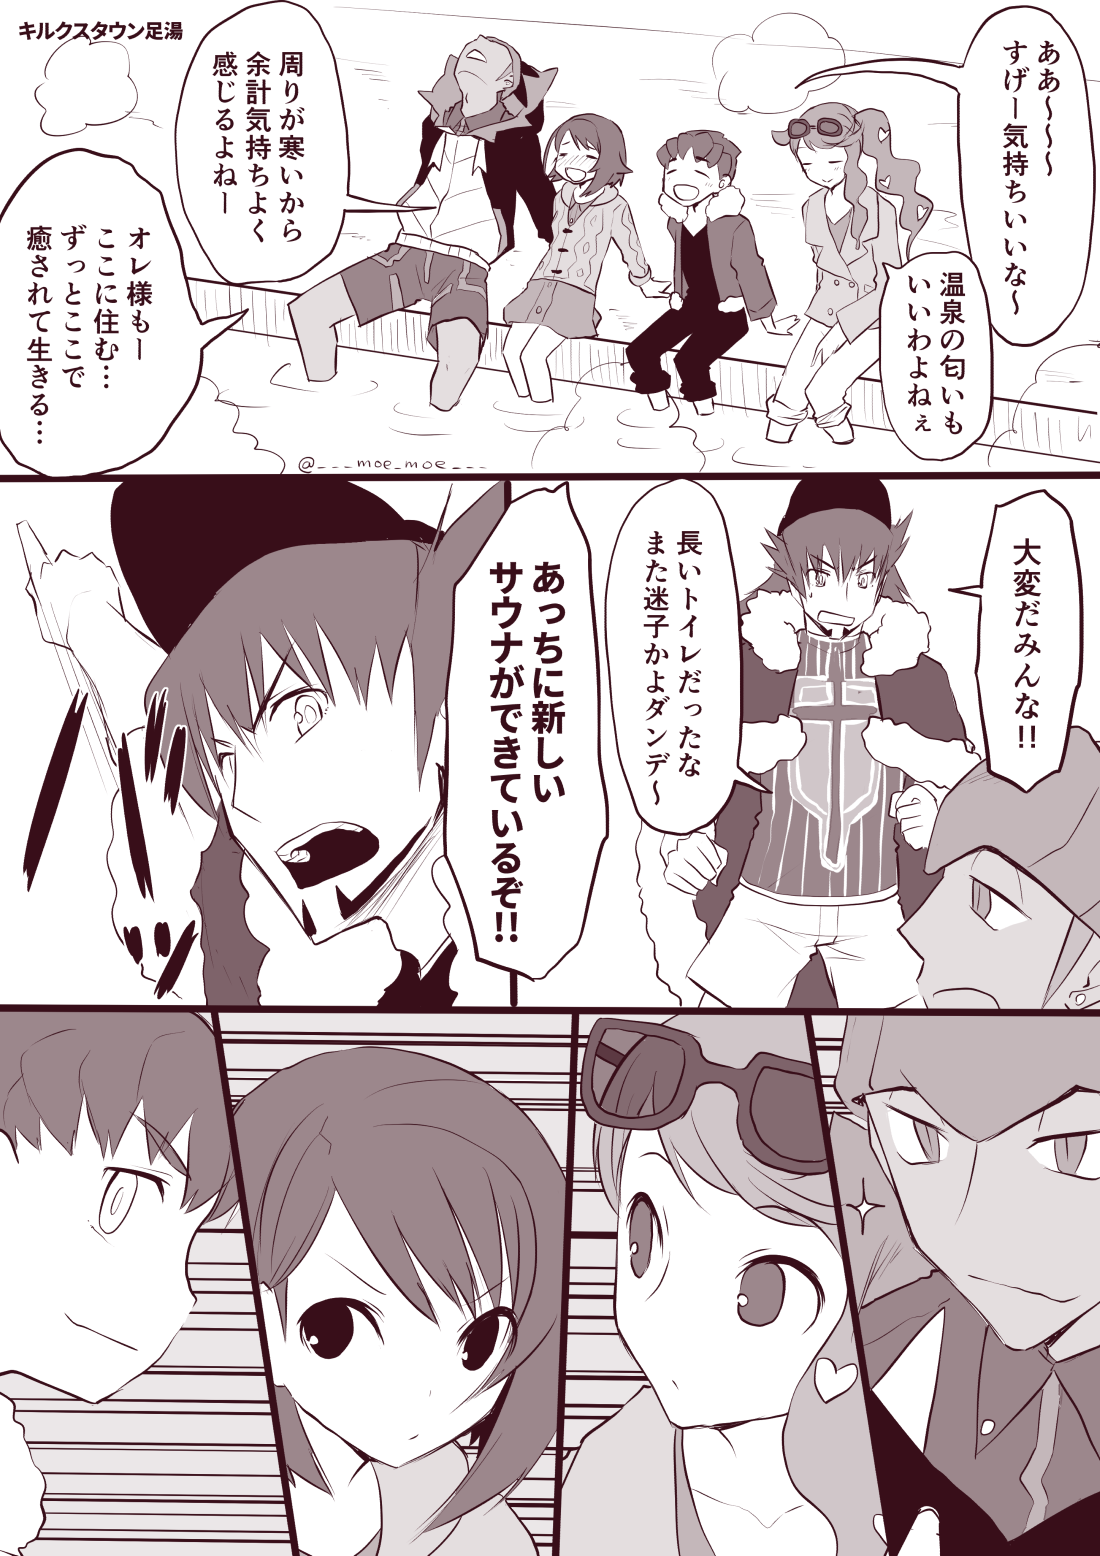 キルクスタウン足湯
ああ～～～
すげー気持ちいいな～
温泉の匂いも
いいわよねぇ
周りが寒いから
余計気持ちよく
感じるよねー
オレ様もー
ここに住む…
ずっとここで
癒されて生きる…
@___moe_moe___
大変だみんな!!
長いトイレだったな
また迷子かよダンデ～
あっちに新しい
サウナができているぞ!!